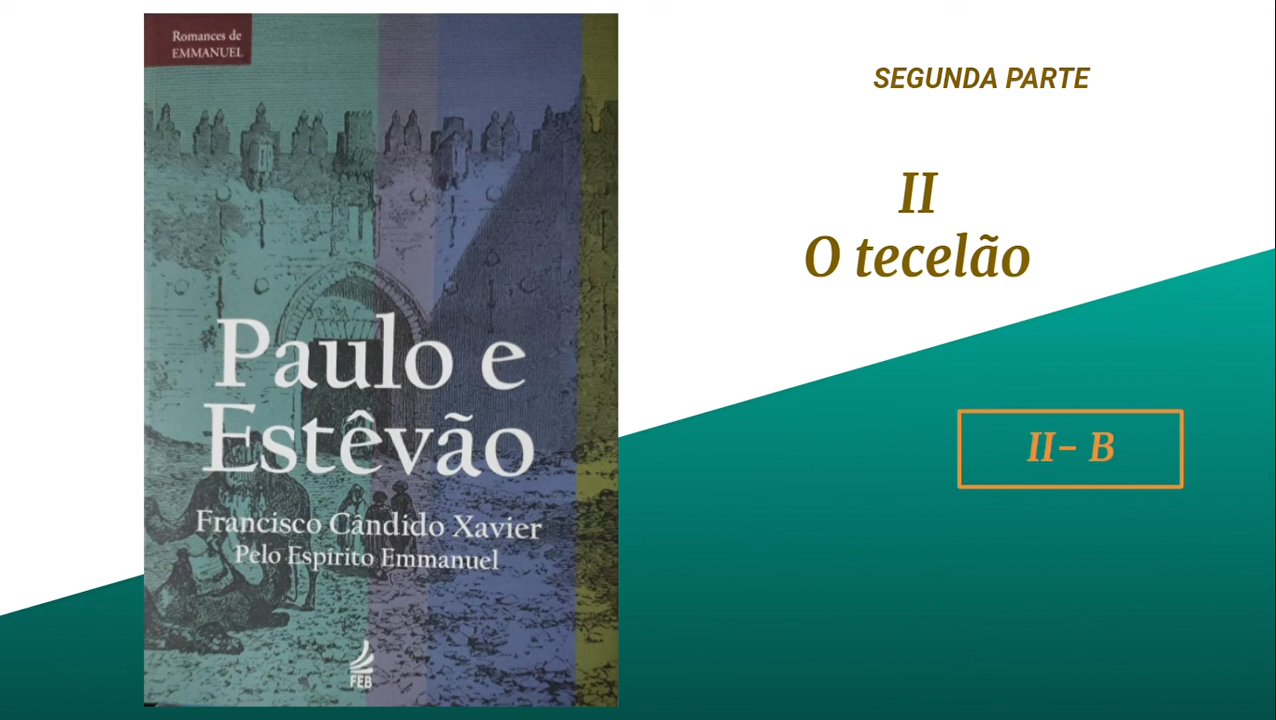 Romances de
EMMANUEL
Paulo e
Estêvão
Francisco Cândido Xavier
Pelo Espírito Emmanuel
FEB
SEGUNDA PARTE
II
O tecelão
II– B